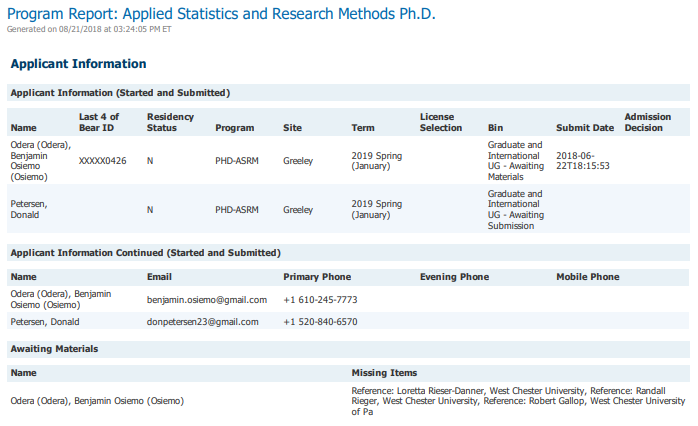 Program Report: Applied Statistics and Research Methods Ph.D.
Generated on 08/21/2018 at 03:24:05 PM ET
Applicant Information
Applicant Information (Started and Submitted)
Name Last 4 of Bear ID Residency Status Program Site Term License Selection Bin Submit Date Admission Decision
Odera (Odera), Benjamin Osiemo (Osiemo) XXXXX0426 N PHD-ASRM Greeley 2019 Spring (January) Graduate and International UG - Awaiting Materials 2018-06-22T18:15:53
Petersen, Donald N PHD-ASRM Greeley 2019 Spring (January) Graduate and International UG - Awaiting Submission
Applicant Information Continued (Started and Submitted)
Name Email Primary Phone Evening Phone Mobile Phone
Odera (Odera), Benjamin Osiemo (Osiemo) benjamin.osiemo@gmail.com +1 610-245-7773
Petersen, Donald donpetersen23@gmail.com +1 520-840-6570
Awaiting Materials
Name Missing Items
Odera (Odera), Benjamin Osiemo (Osiemo) Reference: Loretta Rieser-Danner, West Chester University, Reference: Randall Rieger, West Chester University, Reference: Robert Gallop, West Chester University of Pa